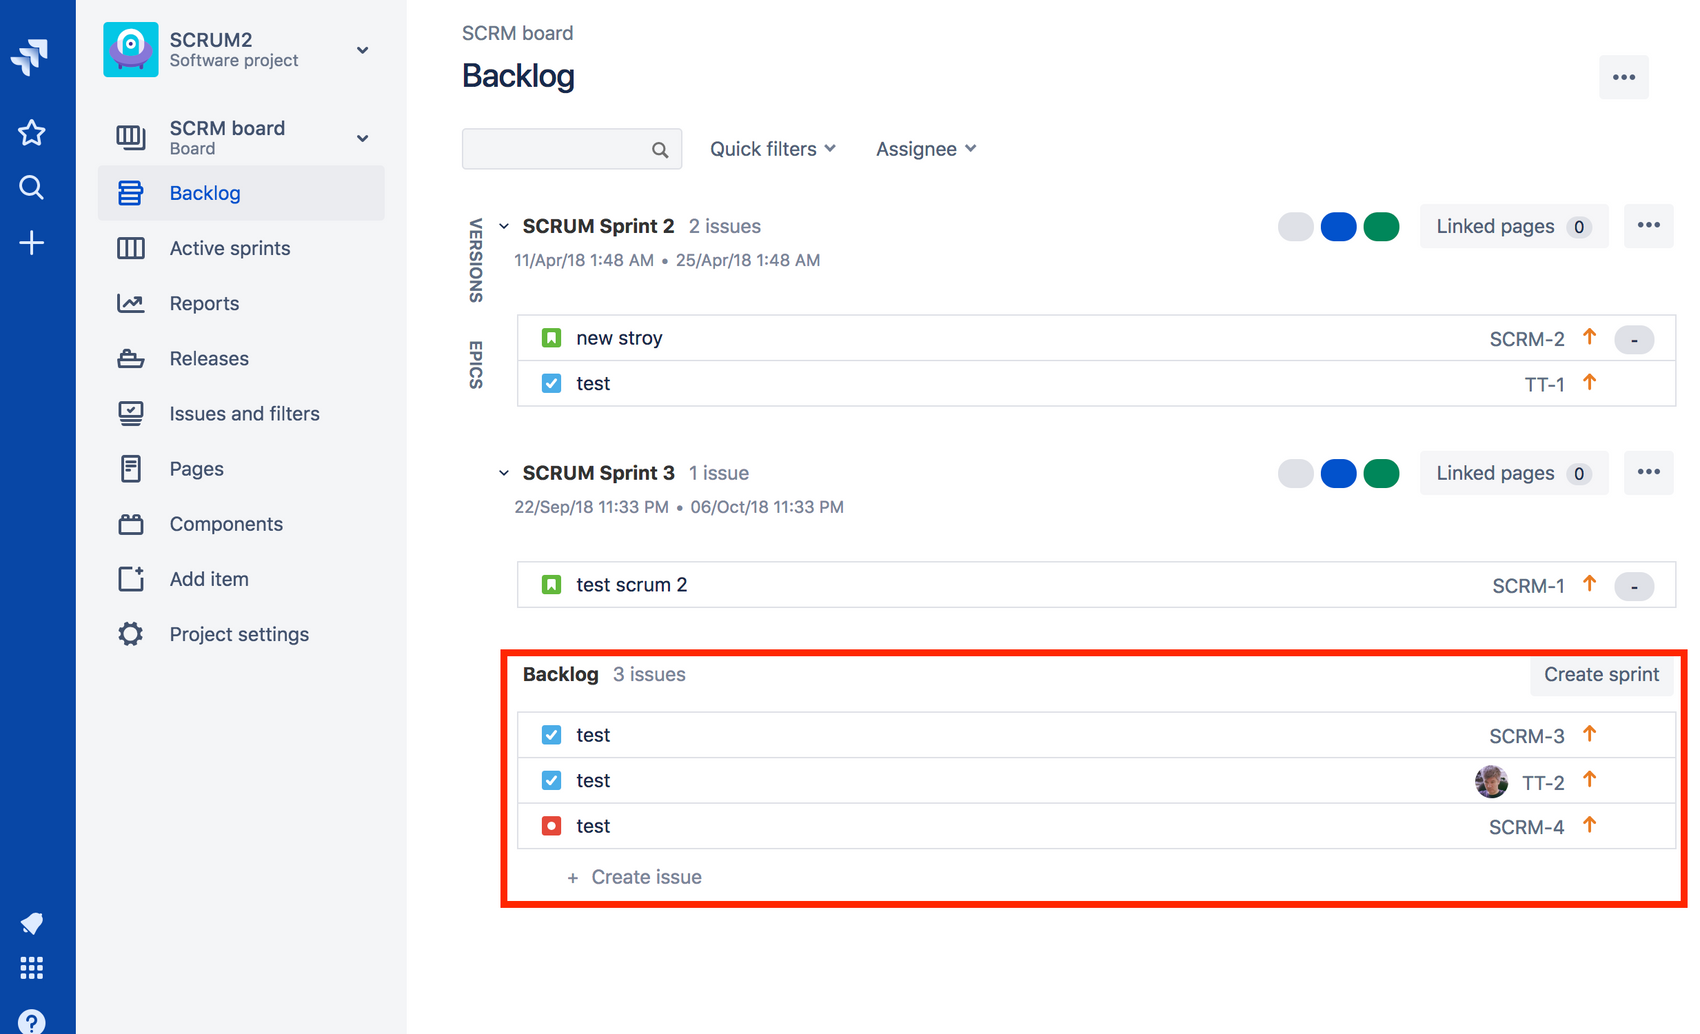 SCRUM2
Software project
SCRM board
Board
Backlog
Active sprints
Reports
Releases
Issues and filters
Pages
Components
Add item
Project settings
?
SCRM board
Backlog
Quick filters
Assignee
VERSIONS
EPICS
SCRUM Sprint 2 2 issues
Linked pages 0
11/Apr/18 1:48 AM • 25/Apr/18 1:48 AM
new stroy SCRM-2 -
test TT-1
SCRUM Sprint 3 1 issue
Linked pages 0
22/Sep/18 11:33 PM • 06/Oct/18 11:33 PM
test scrum 2 SCRM-1 -
Backlog 3 issues
Create sprint
test SCRM-3
test TT-2
test SCRM-4
+ Create issue